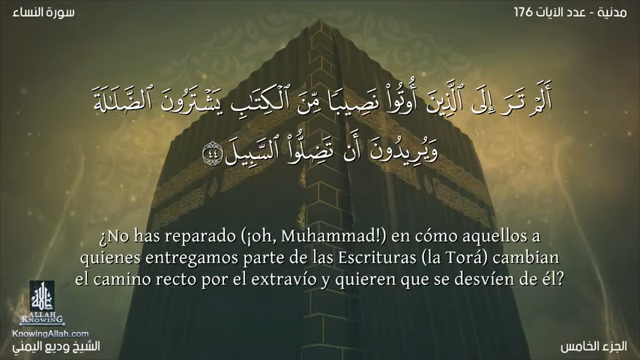 مدنية - عدد الآيات 176
سورة النساء
أَلَمْ تَرَ إِلَى ٱلَّذِينَ أُوتُوا۟ نَصِيبًا مِّنَ ٱلْكِتَـٰبِ يَشْتَرُونَ ٱلضَّلَـٰلَةَ
وَيُرِيدُونَ أَن تَضِلُّوا۟ ٱلسَّبِيلَ ٤٤
¿No has reparado (¡oh, Muhammad!) en cómo aquellos a
quienes entregamos parte de las Escrituras (la Torá) cambian
el camino recto por el extravío y quieren que se desvíen de él?
ALLAH
KNOWING
KnowingAllah.com
الجزء الخامس
الشيخ وديع اليمني